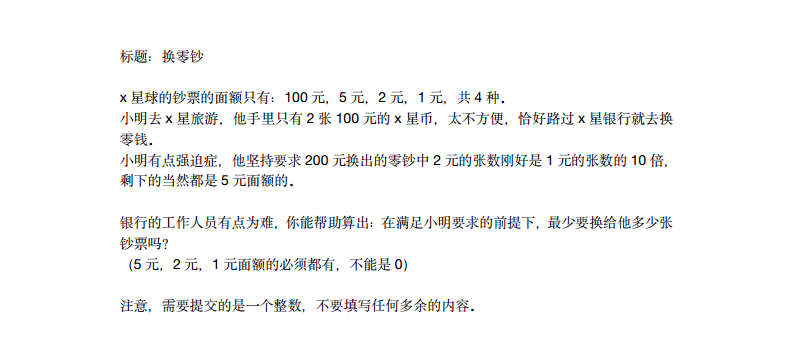 标题：换零钞
x 星球的钞票的面额只有：100 元，5 元，2 元，1 元，共 4 种。
小明去 x 星旅游，他手里只有 2 张 100 元的 x 星币，太不方便，恰好路过 x 星银行就去换
零钱。
小明有点强迫症，他坚持要求 200 元换出的零钞中 2 元的张数刚好是 1 元的张数的 10 倍，
剩下的当然都是 5 元面额的。
银行的工作人员有点为难，你能帮助算出：在满足小明要求的前提下，最少要换给他多少张
钞票吗？
（5 元，2 元，1 元面额的必须都有，不能是 0）
注意，需要提交的是一个整数，不要填写任何多余的内容。